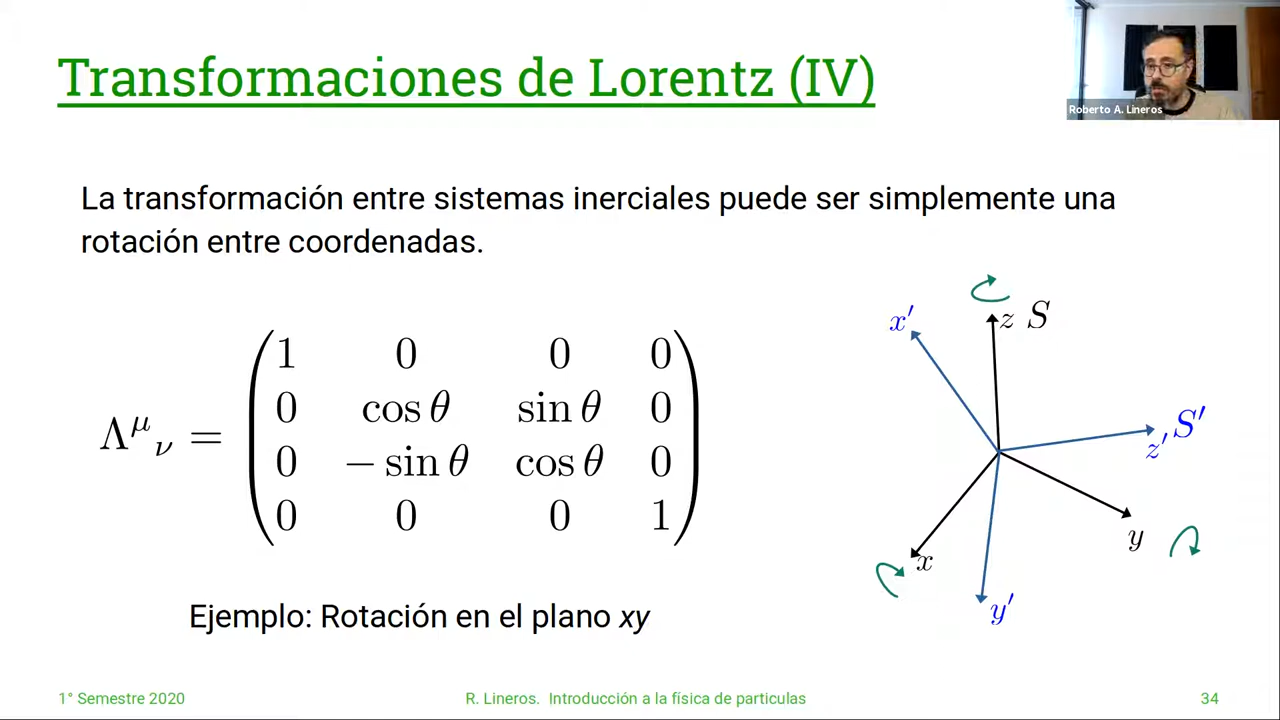 Transformaciones de Lorentz (IV)
Roberto A. Lineros
La transformación entre sistemas inerciales puede ser simplemente una
rotación entre coordenadas.
x′ z S
Λ^μ_ν =
1 0 0 0
0 cos θ sin θ 0
0 − sin θ cos θ 0
0 0 0 1
S′
z′
y
x
y′
Ejemplo: Rotación en el plano xy
1° Semestre 2020
R. Lineros. Introducción a la física de particulas
34